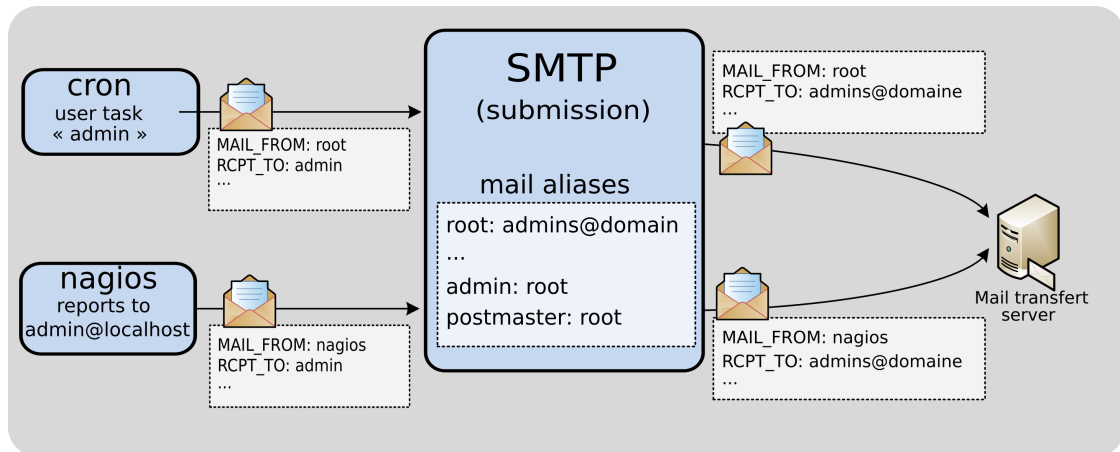 cron
user task
« admin »
MAIL_FROM: root
RCPT_TO: admin
...
nagios
reports to
admin@localhost
MAIL_FROM: nagios
RCPT_TO: admin
...
SMTP
(submission)
mail aliases
root: admins@domain
...
admin: root
postmaster: root
MAIL_FROM: root
RCPT_TO: admins@domaine
...
MAIL_FROM: nagios
RCPT_TO: admins@domaine
...
Mail transfert
server